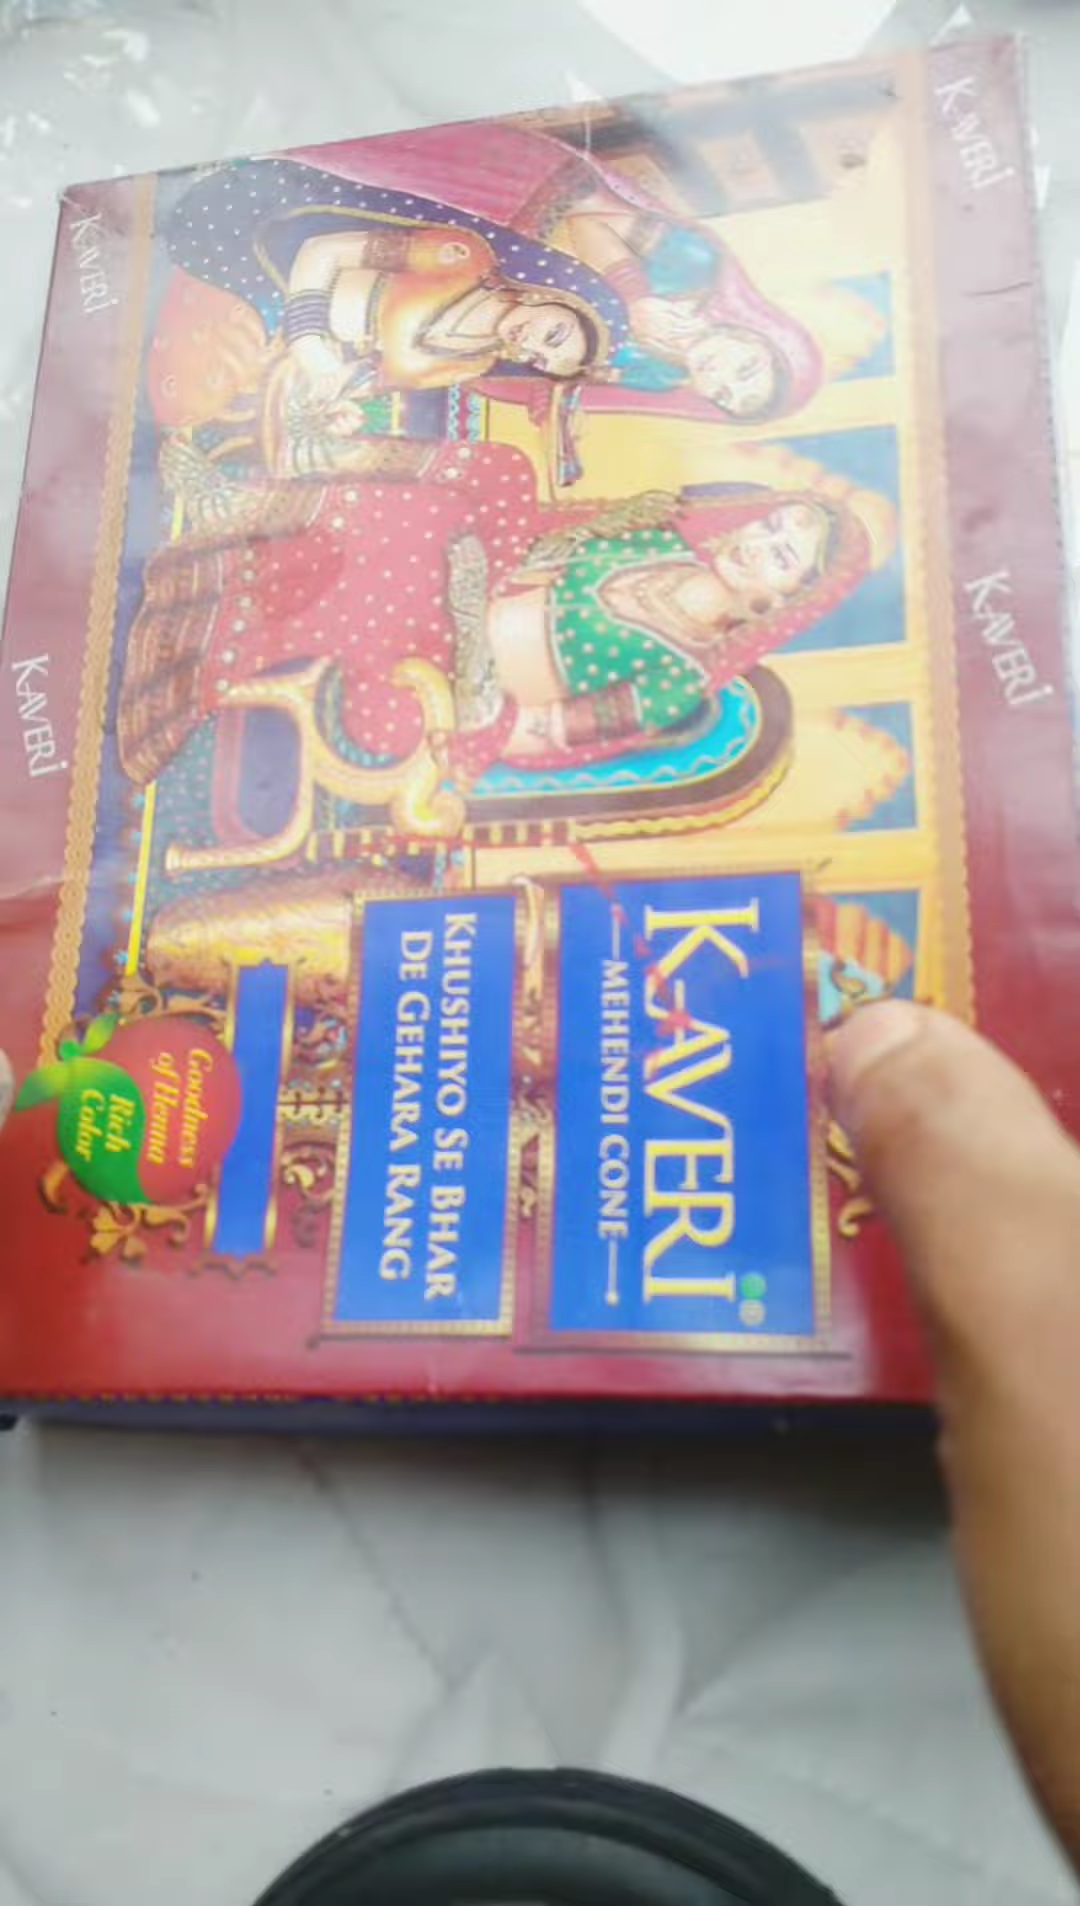 KAVERI
MEHENDI CONE
KHUSHIYO SE BHAR
DE GEHARA RANG
Goodness
of Henna
Rich
Color
KAVERI
KAVERI
KAVERI
KAVERI